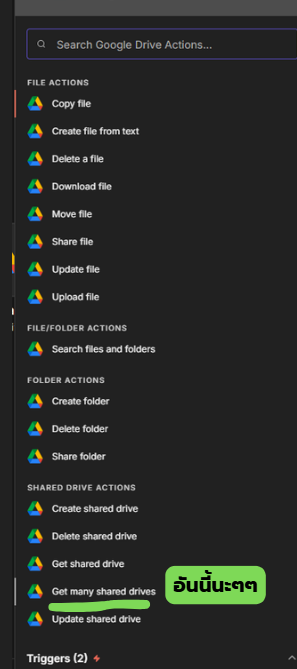 Search Google Drive Actions...
FILE ACTIONS
Copy file
Create file from text
Delete a file
Download file
Move file
Share file
Update file
Upload file
FILE/FOLDER ACTIONS
Search files and folders
FOLDER ACTIONS
Create folder
Delete folder
Share folder
SHARED DRIVE ACTIONS
Create shared drive
Delete shared drive
Get shared drive
Get many shared drives
อันนี้นะๆๆ
Update shared drive
Triggers (2)